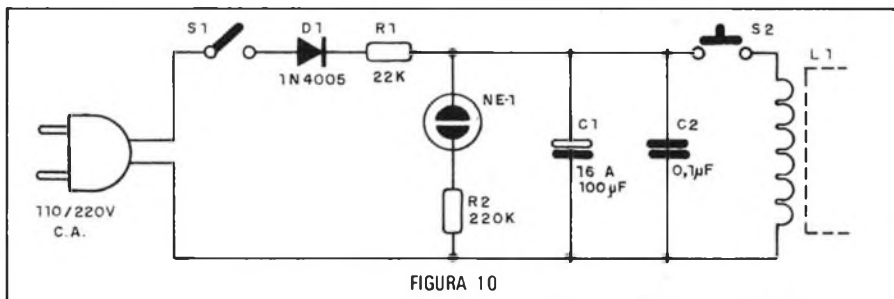 S1
D1
1N4005
R1
22K
NE-1
R2
220K
C1
16 A
100µF
C2
0,1µF
S2
L1
110/220V
C.A.
FIGURA 10